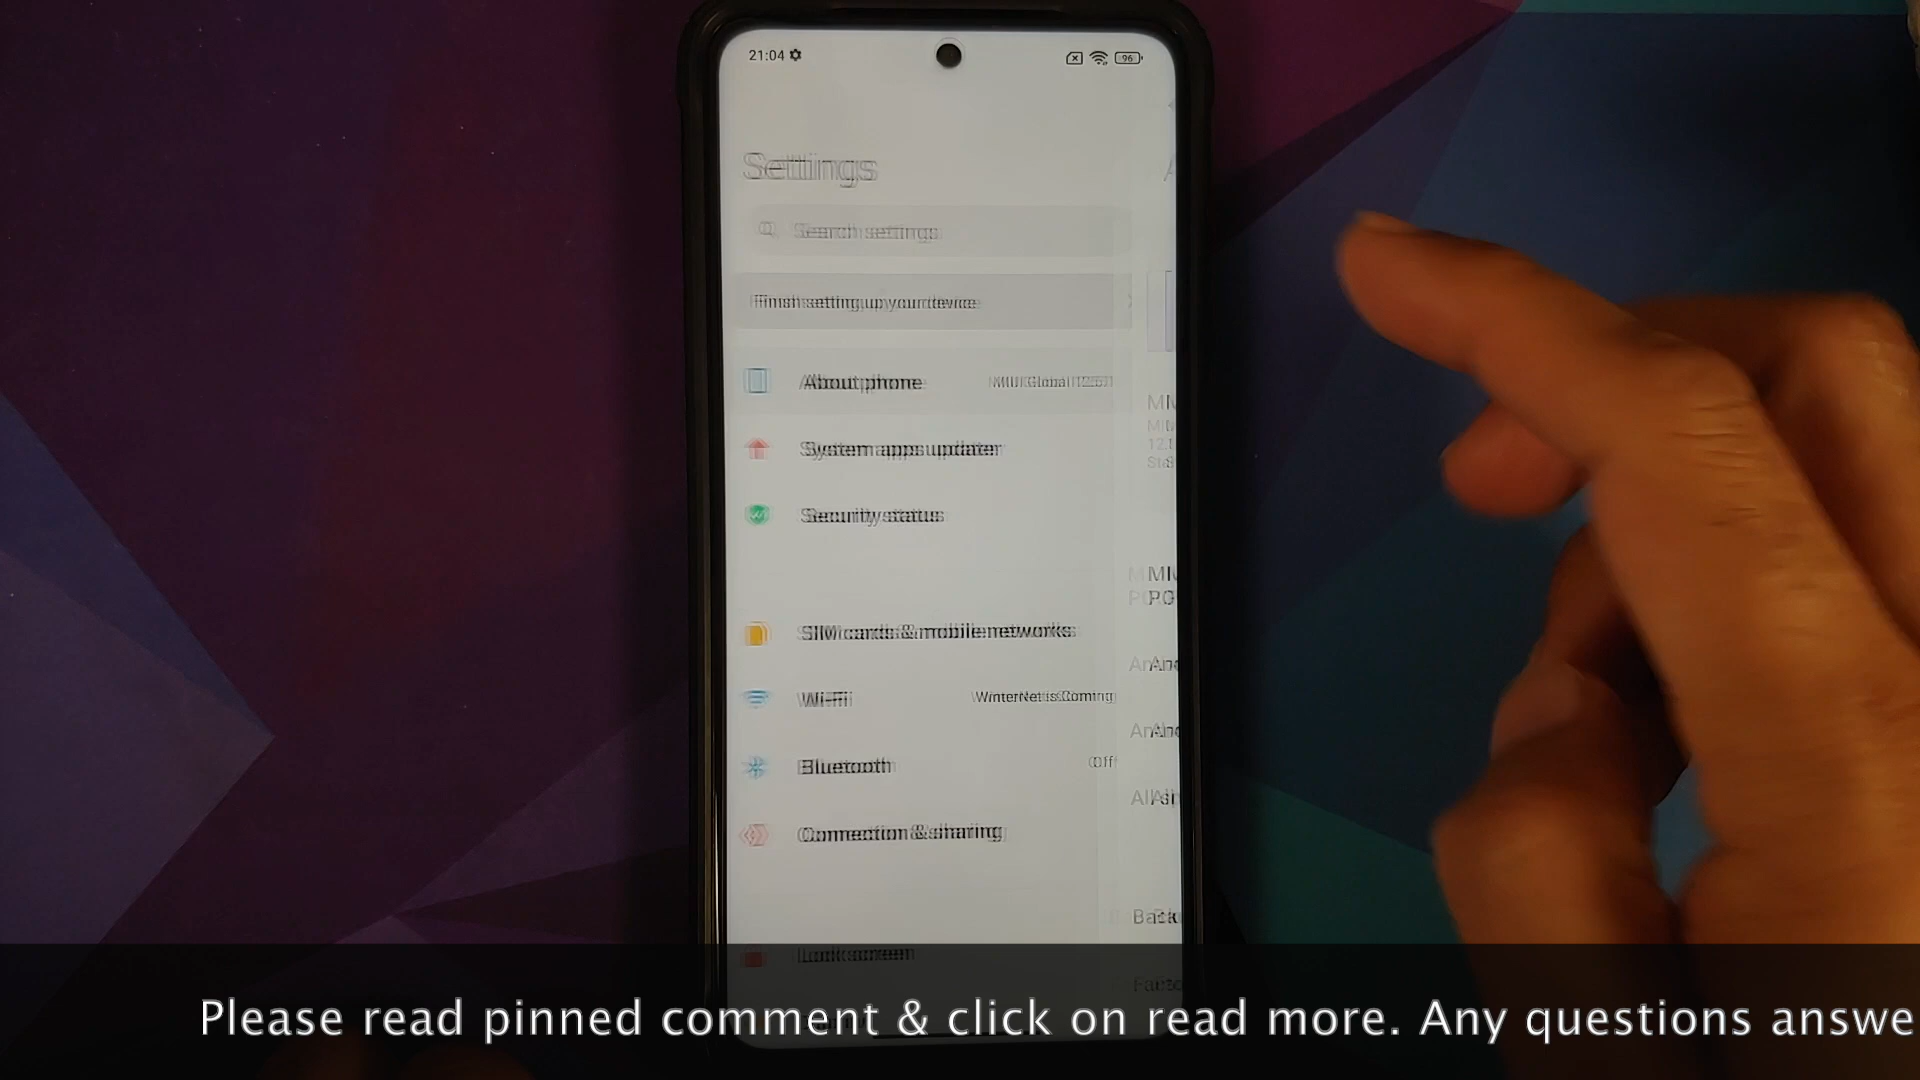 21:04
96
Settings
Search settings
Finish setting up your device
About phone
MIUI Global 12.5.1
System apps updater
Security status
SIM cards & mobile networks
Wi-Fi
WinterNet is Coming
Bluetooth
Off
Connection & sharing
Lock screen
Please read pinned comment & click on read more. Any questions answe